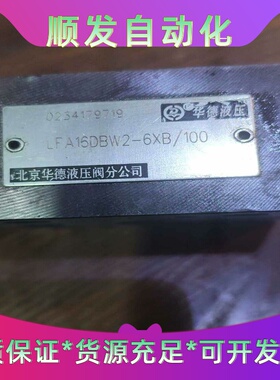 顺发自动化
0234179719
华德液压
LFA16DBW2-6XB/100
北京华德液压阀分公司
质保证*货源充足*可开发